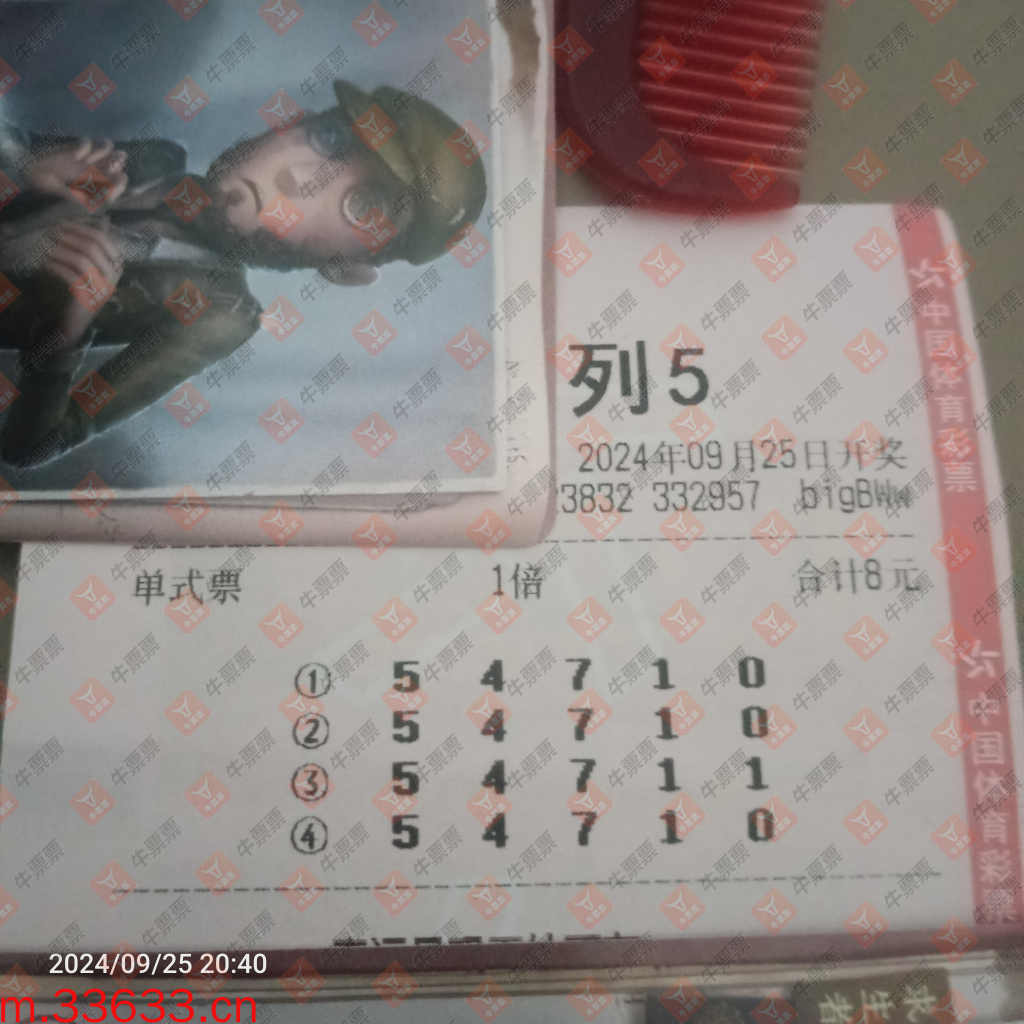 列5
2024年09月25日开奖
3832 332957 bigBWw
单式票 1倍 合计8元
① 5 4 7 1 0
② 5 4 7 1 0
③ 5 4 7 1 1
④ 5 4 7 1 0
中国体育彩票
中国体育彩票
2024/09/25 20:40
m.33633.cn
牛票票